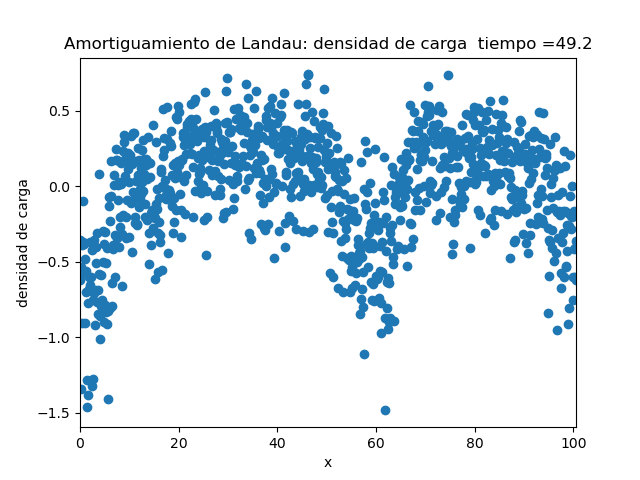 Amortiguamiento de Landau: densidad de carga  tiempo =49.2
densidad de carga
0.5
0.0
−0.5
−1.0
−1.5
0 20 40 60 80 100
x